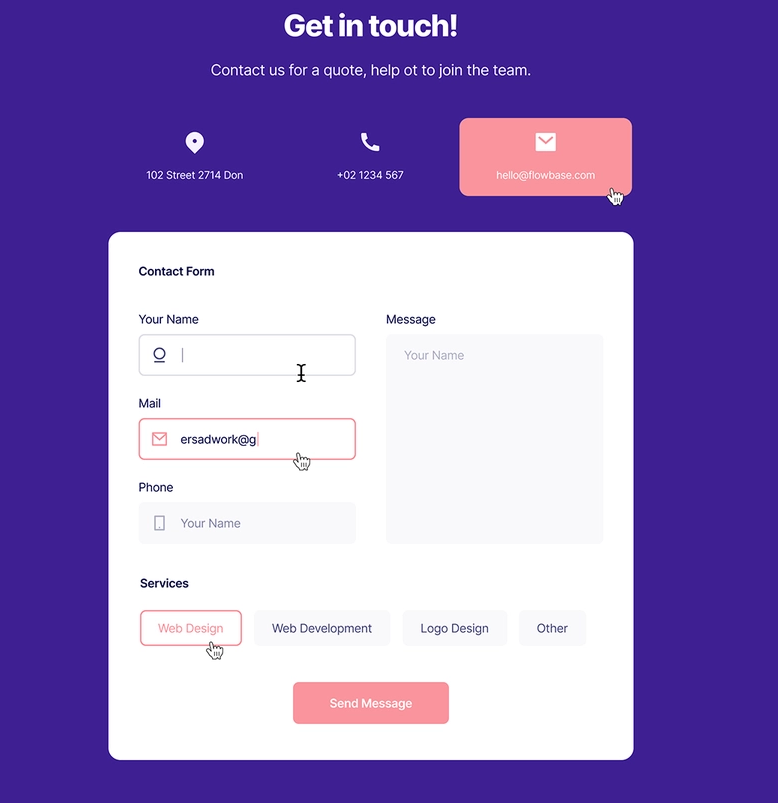 Get in touch!
Contact us for a quote, help ot to join the team.
102 Street 2714 Don
+02 1234 567
hello@flowbase.com
Contact Form
Your Name
Mail
ersadwork@g
Phone
Your Name
Message
Your Name
Services
Web Design
Web Development
Logo Design
Other
Send Message